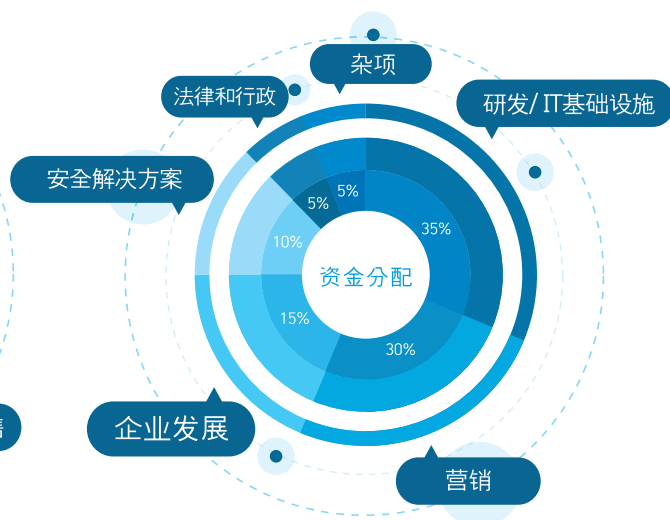 杂项
法律和行政
研发/ IT基础设施
安全解决方案
5%
5%
35%
10%
资金分配
15%
30%
企业发展
营销